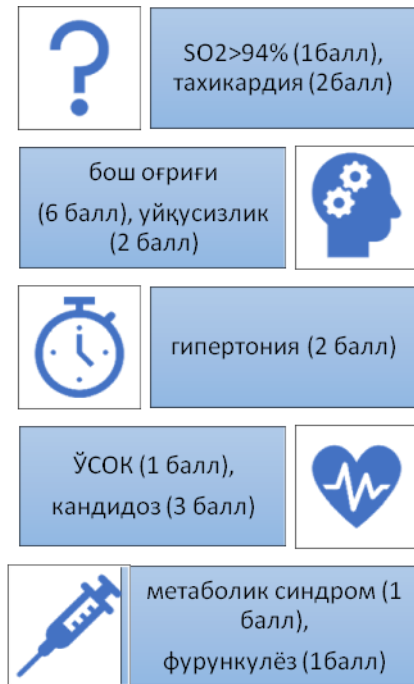 SO2>94% (1балл),
тахикардия (2балл)
бош оғриғи
(6 балл), уйқусизлик
(2 балл)
гипертония (2 балл)
ЎСОК (1 балл),
кандидоз (3 балл)
метаболик синдром (1
балл),
фурункулёз (1балл)